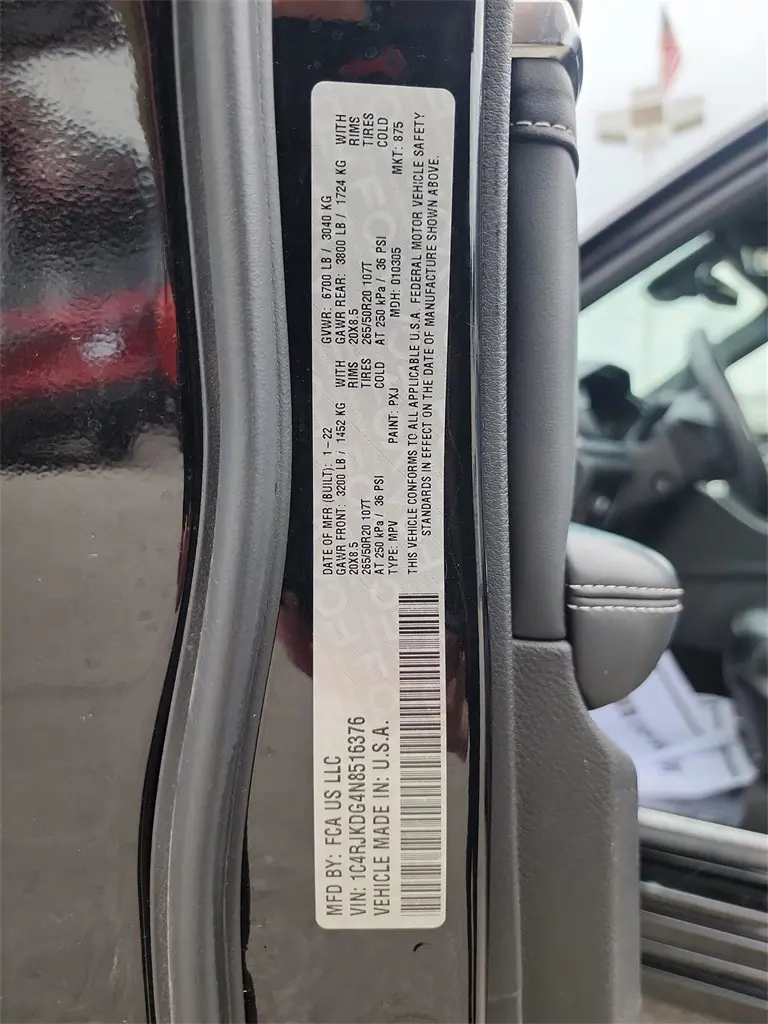 MFD BY: FCA US LLC
VIN: 1C4RJKDG4N8516376
VEHICLE MADE IN: U.S.A.
DATE OF MFR (BUILT): 1-22 GVWR: 6700 LB / 3040 KG
GAWR FRONT: 3200 LB / 1452 KG WITH GAWR REAR: 3800 LB / 1724 KG WITH
20X8.5 RIMS 20X8.5 RIMS
265/50R20 107T TIRES 265/50R20 107T TIRES
AT 250 kPa / 36 PSI COLD AT 250 kPa / 36 PSI COLD
TYPE: MPV PAINT: PXJ MDH: 010305 MKT: 875
THIS VEHICLE CONFORMS TO ALL APPLICABLE U.S.A. FEDERAL MOTOR VEHICLE SAFETY
STANDARDS IN EFFECT ON THE DATE OF MANUFACTURE SHOWN ABOVE.